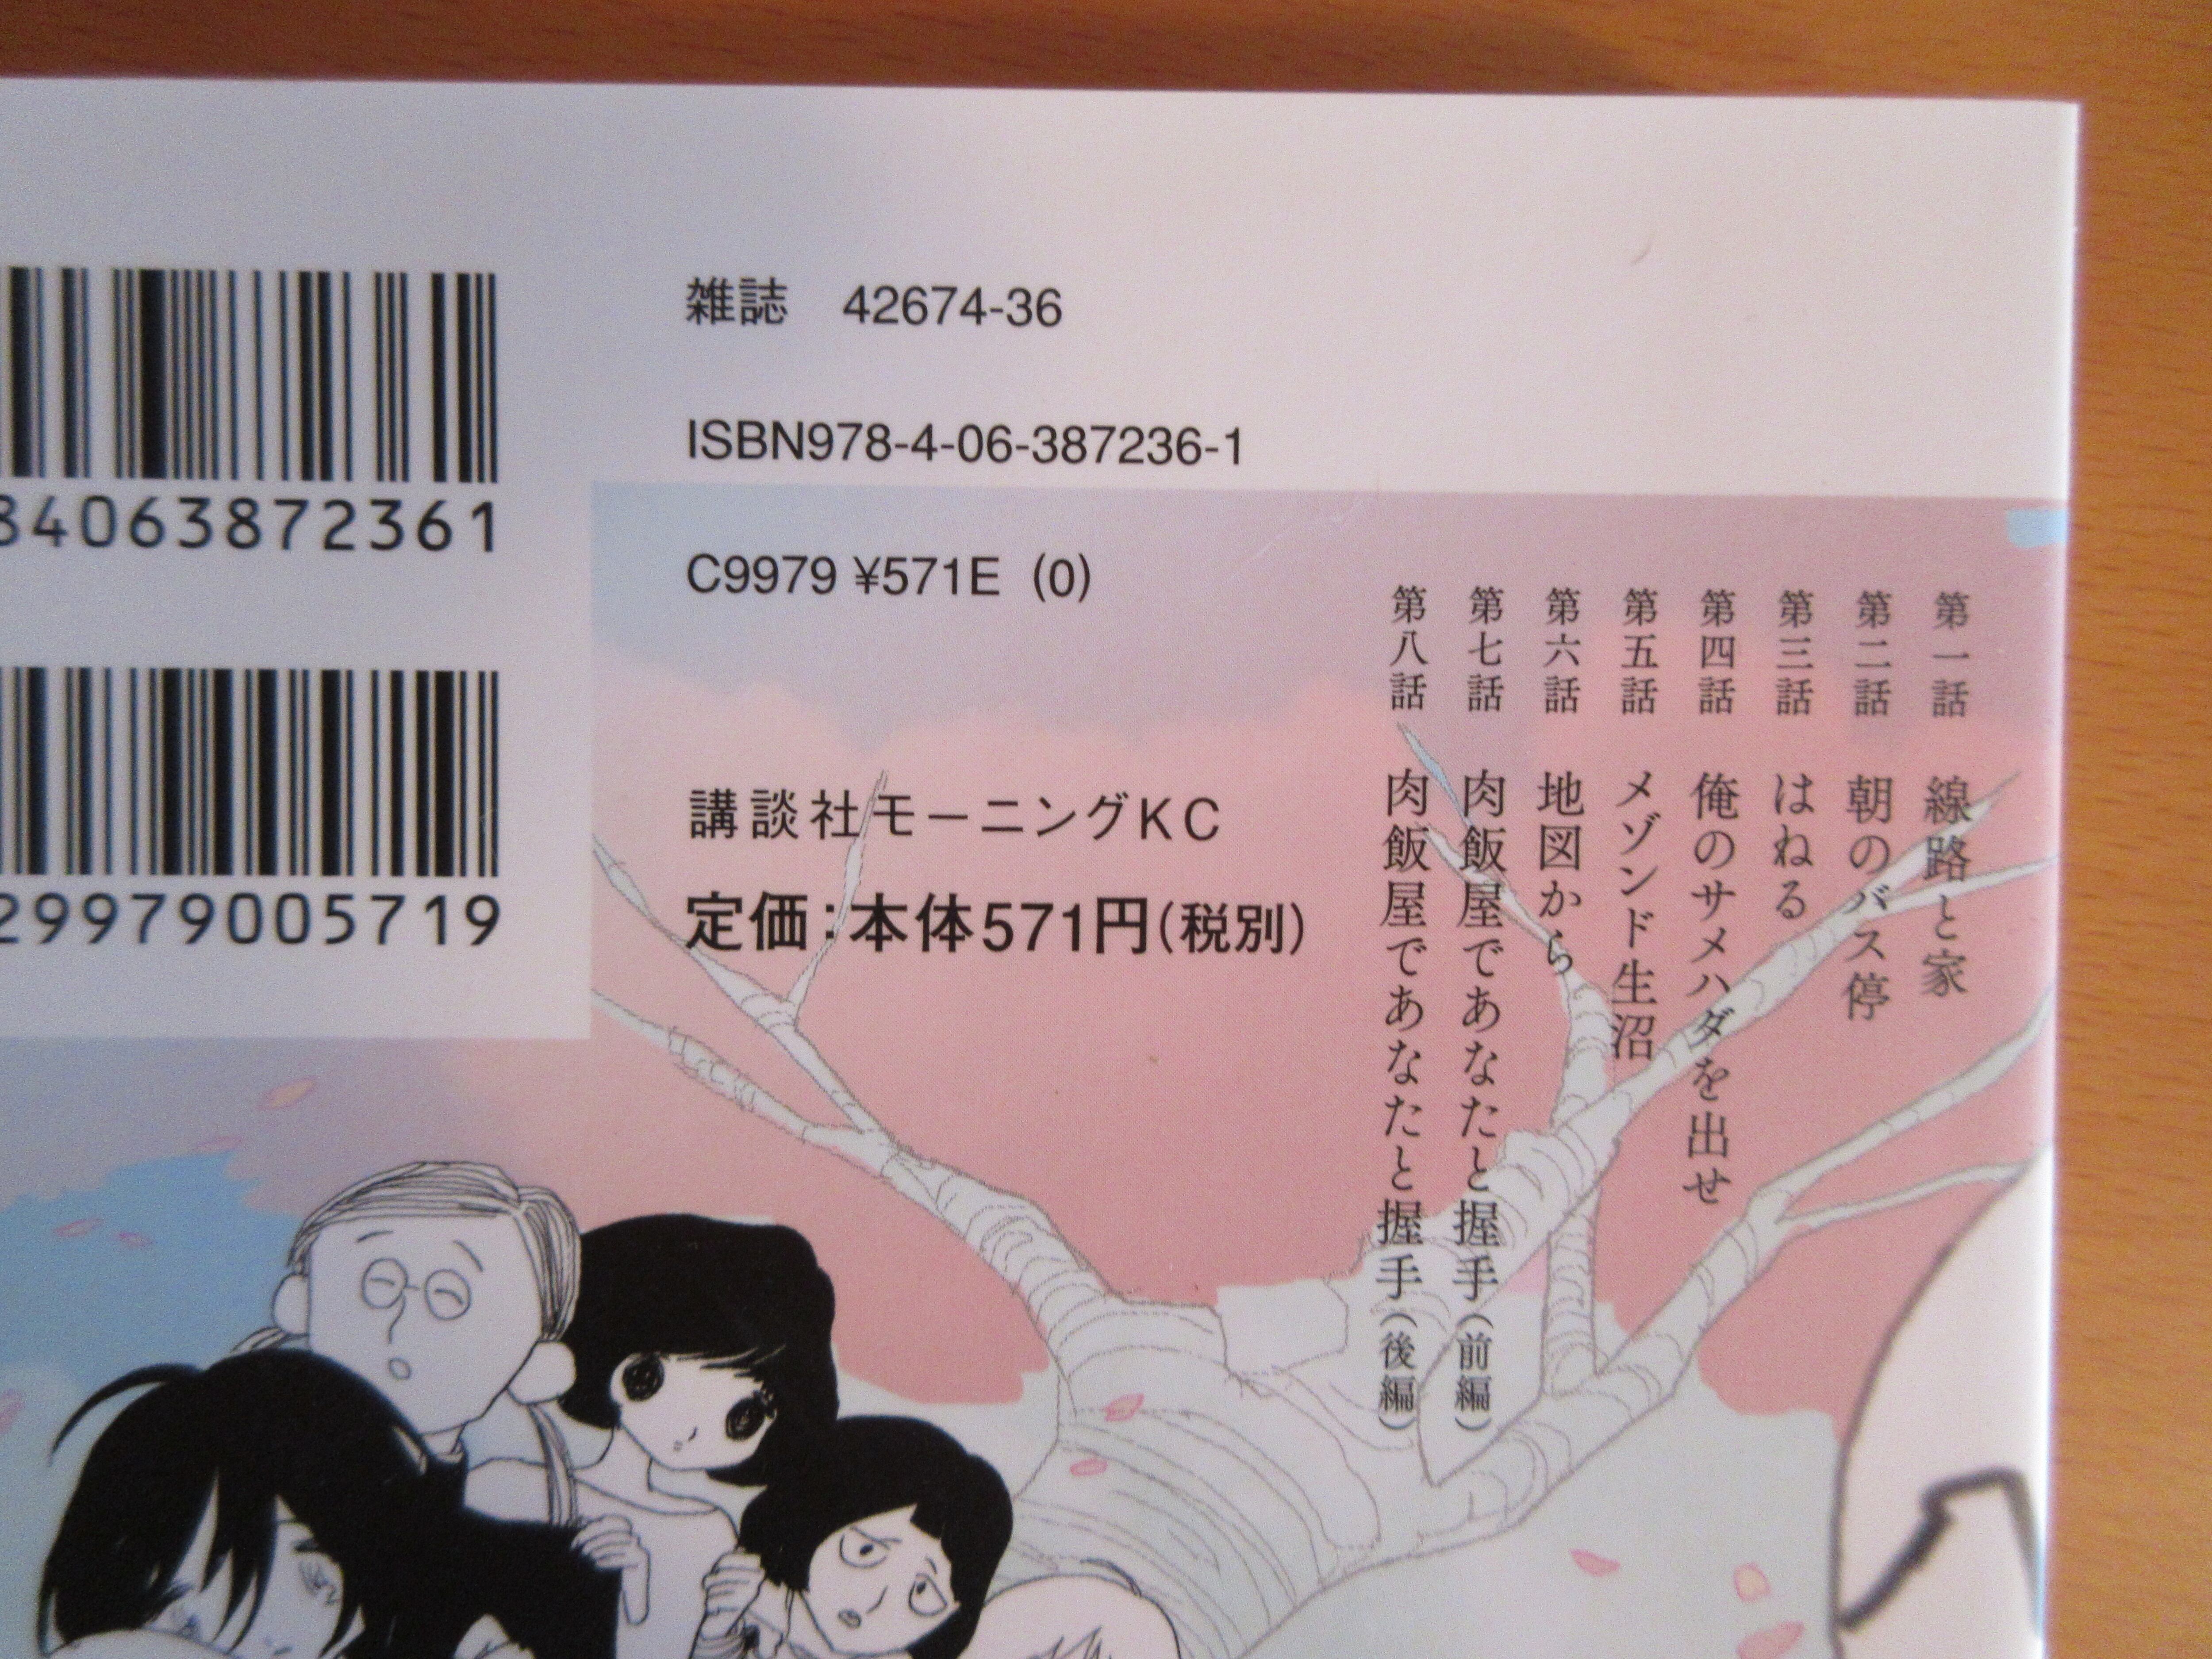 雑誌　42674-36
ISBN978-4-06-387236-1
84063872361
C9979 ¥571E (0)
29979005719
講談社モーニングKC
定価：本体571円（税別）
第一話　線路と家
第二話　朝のバス停
第三話　はねる
第四話　俺のサメハダを出せ
第五話　メゾンド生沼
第六話　地図から
第七話　肉飯屋であなたと握手（前編）
第八話　肉飯屋であなたと握手（後編）